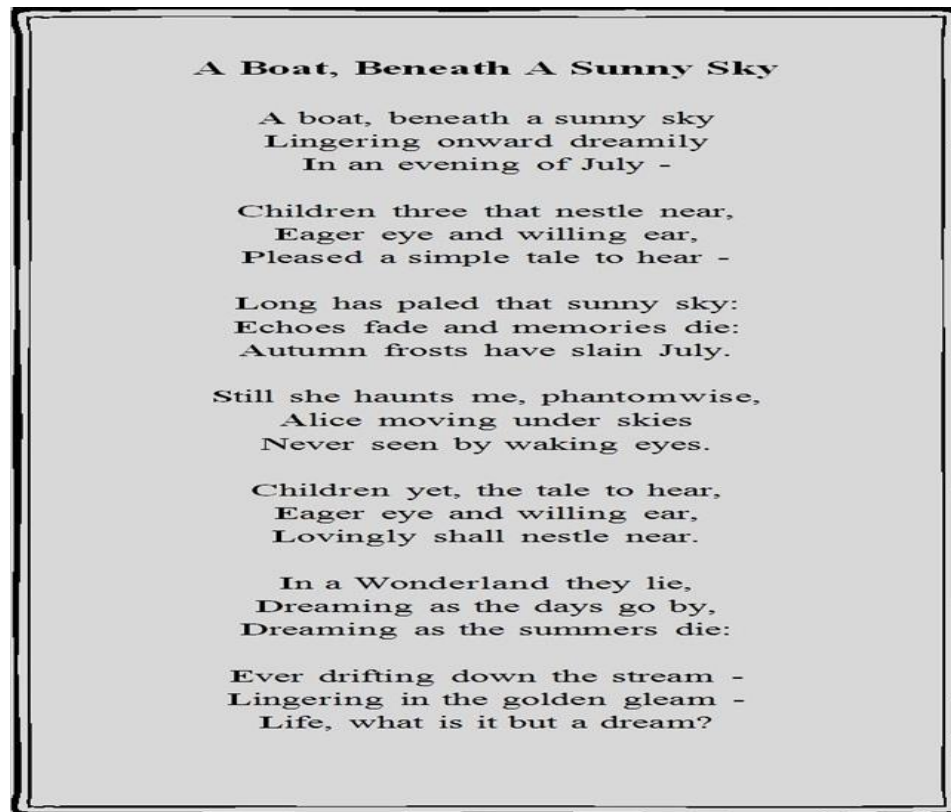 A Boat, Beneath A Sunny Sky
A boat, beneath a sunny sky
Lingering onward dreamily
In an evening of July -
Children three that nestle near,
Eager eye and willing ear,
Pleased a simple tale to hear -
Long has paled that sunny sky:
Echoes fade and memories die:
Autumn frosts have slain July.
Still she haunts me, phantomwise,
Alice moving under skies
Never seen by waking eyes.
Children yet, the tale to hear,
Eager eye and willing ear,
Lovingly shall nestle near.
In a Wonderland they lie,
Dreaming as the days go by,
Dreaming as the summers die:
Ever drifting down the stream -
Lingering in the golden gleam -
Life, what is it but a dream?